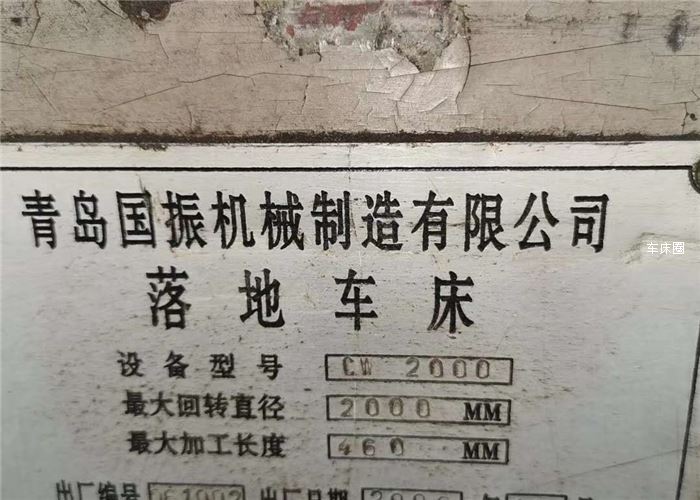 青岛国振机械制造有限公司
车床圈
落地车床
设备型号 CW 2000
最大回转直径 2000 MM
最大加工长度 460 MM
出厂编号 出厂日期